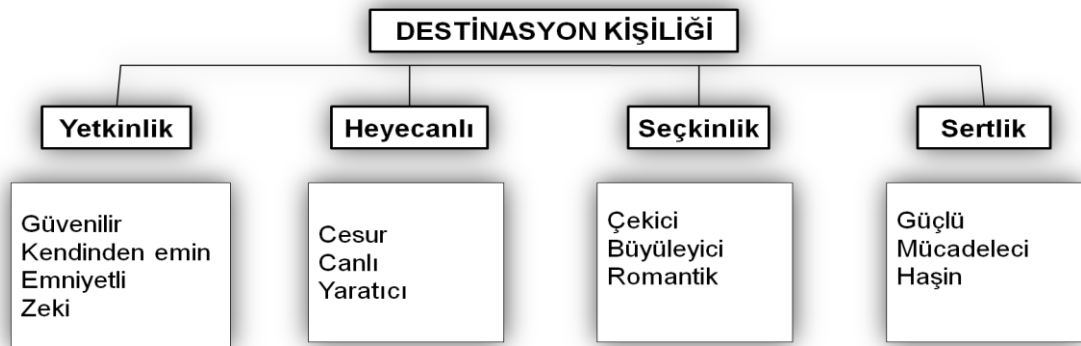 DESTİNASYON KİŞİLİĞİ
Yetkinlik
Heyecanlı
Seçkinlik
Sertlik
Güvenilir
Kendinden emin
Emniyetli
Zeki
Cesur
Canlı
Yaratıcı
Çekici
Büyüleyici
Romantik
Güçlü
Mücadeleci
Haşin